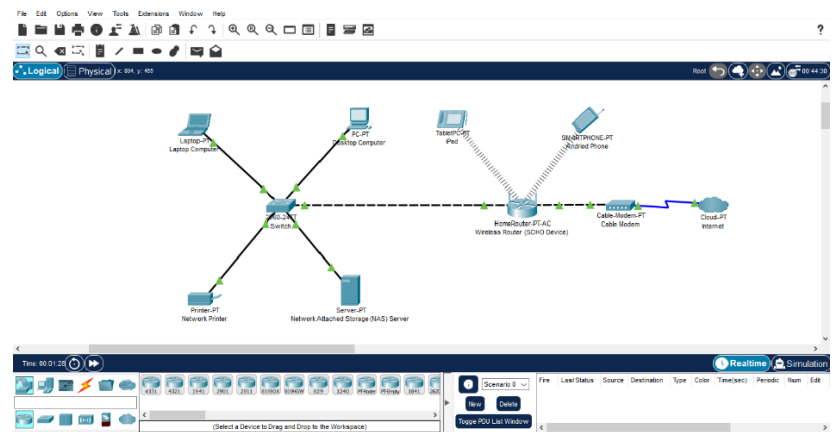 File Edit Options View Tools Extensions Window Help
?
Logical Physical x: 884, y: 455
Root 00:44:30
Laptop-PT
Laptop Computer
PC-PT
Desktop Computer
TabletPC-PT
iPad
SMARTPHONE-PT
Andried Phone
2960-24TT
Switch
HomeRouter-PT-AC
Wireless Router (SOHO Device)
Cable-Modem-PT
Cable Modem
Cloud-PT
Internet
Printer-PT
Network Printer
Server-PT
Network Attached Storage (NAS) Server
Time: 00:01:28
Realtime Simulation
4331 4321 1941 2901 2911 819IOX 819HGW 829 1240 PT-Router PT-Empty 1841
(Select a Device to Drag and Drop to the Workspace)
Scenario 0
New Delete
Toggle PDU List Window
Fire Last Status Source Destination Type Color Time(sec) Periodic Num Edit